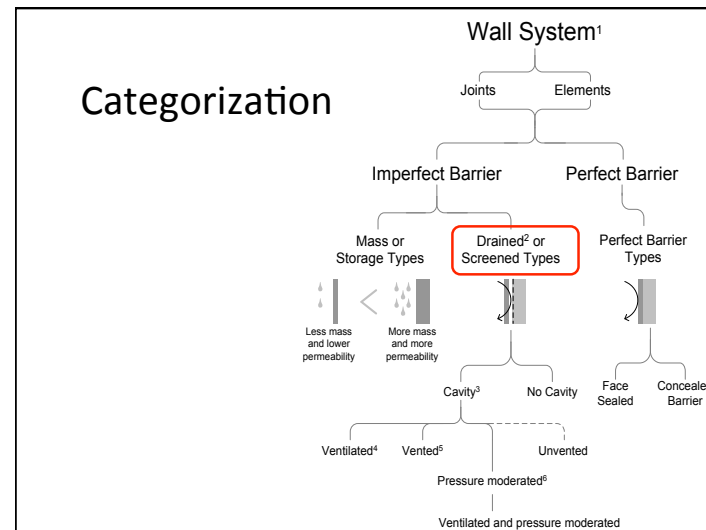 Wall System¹
Categorization
Joints
Elements
Imperfect Barrier
Perfect Barrier
Mass or
Storage Types
Drained² or
Screened Types
Perfect Barrier
Types
Less mass
and lower
permeability
More mass
and more
permeability
Cavity³
No Cavity
Face
Sealed
Conceale
Barrier
Ventilated⁴
Vented⁵
Unvented
Pressure moderated⁶
Ventilated and pressure moderated